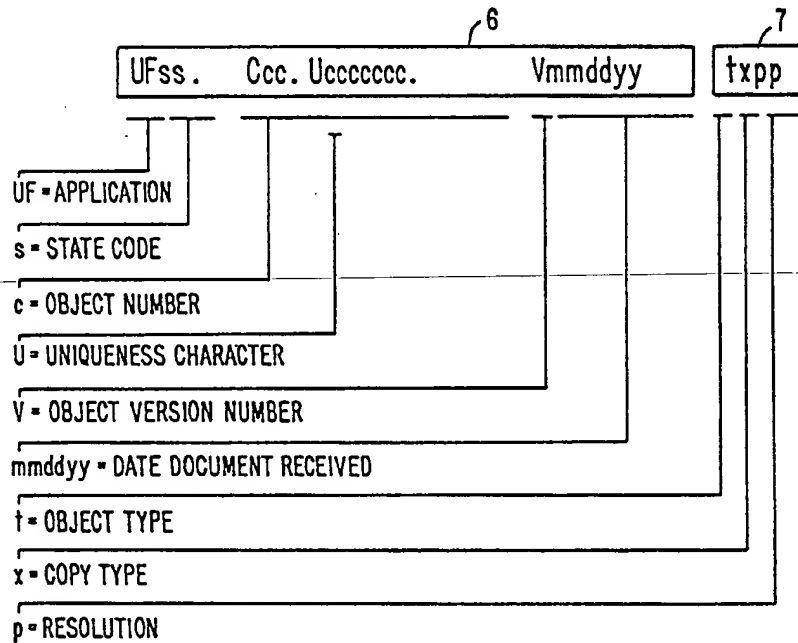 6
7
UFss. Ccc. Uccccccc. Vmmddyy
txpp
UF = APPLICATION
s = STATE CODE
c = OBJECT NUMBER
U = UNIQUENESS CHARACTER
V = OBJECT VERSION NUMBER
mmddyy = DATE DOCUMENT RECEIVED
t = OBJECT TYPE
x = COPY TYPE
p = RESOLUTION